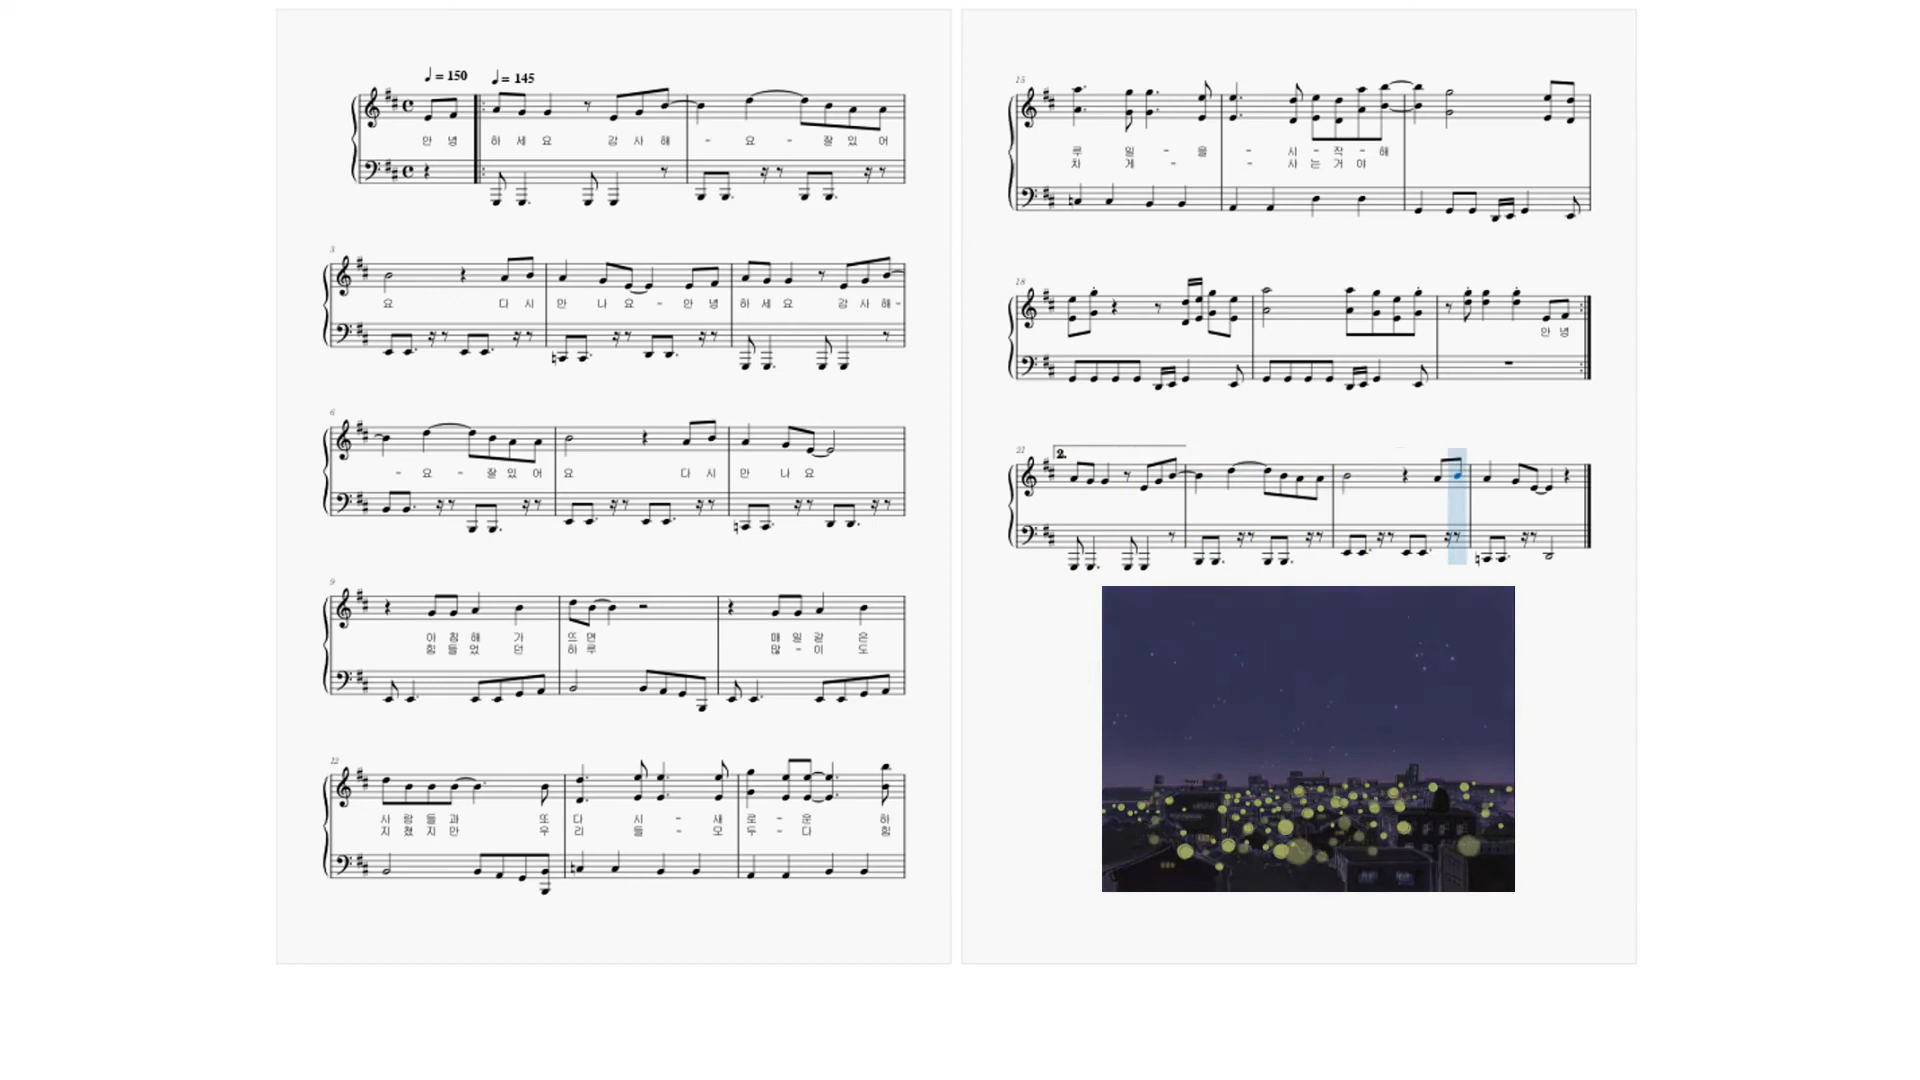 ♩ = 150 ♩ = 145
안 녕 하 세 요 감 사 해 - 요 - 잘 있 어
3
요 다 시 만 나 요 - 안 녕 하 세 요 감 사 해 -
6
- 요 - 잘 있 어 요 다 시 만 나 요
9
아 침 해 가 뜨 면 매 일 같 은
힘 들 었 던 하 루 많 - 이 도
12
사 람 들 과 또 다 시 - 새 로 - 운 하
지 쳤 지 만 우 리 들 - 모 두 - 다 힘
15
루 일 - 을 - 시 - 작 - 해
차 게 - - 사 는 거 야
18
안 녕
21
2.